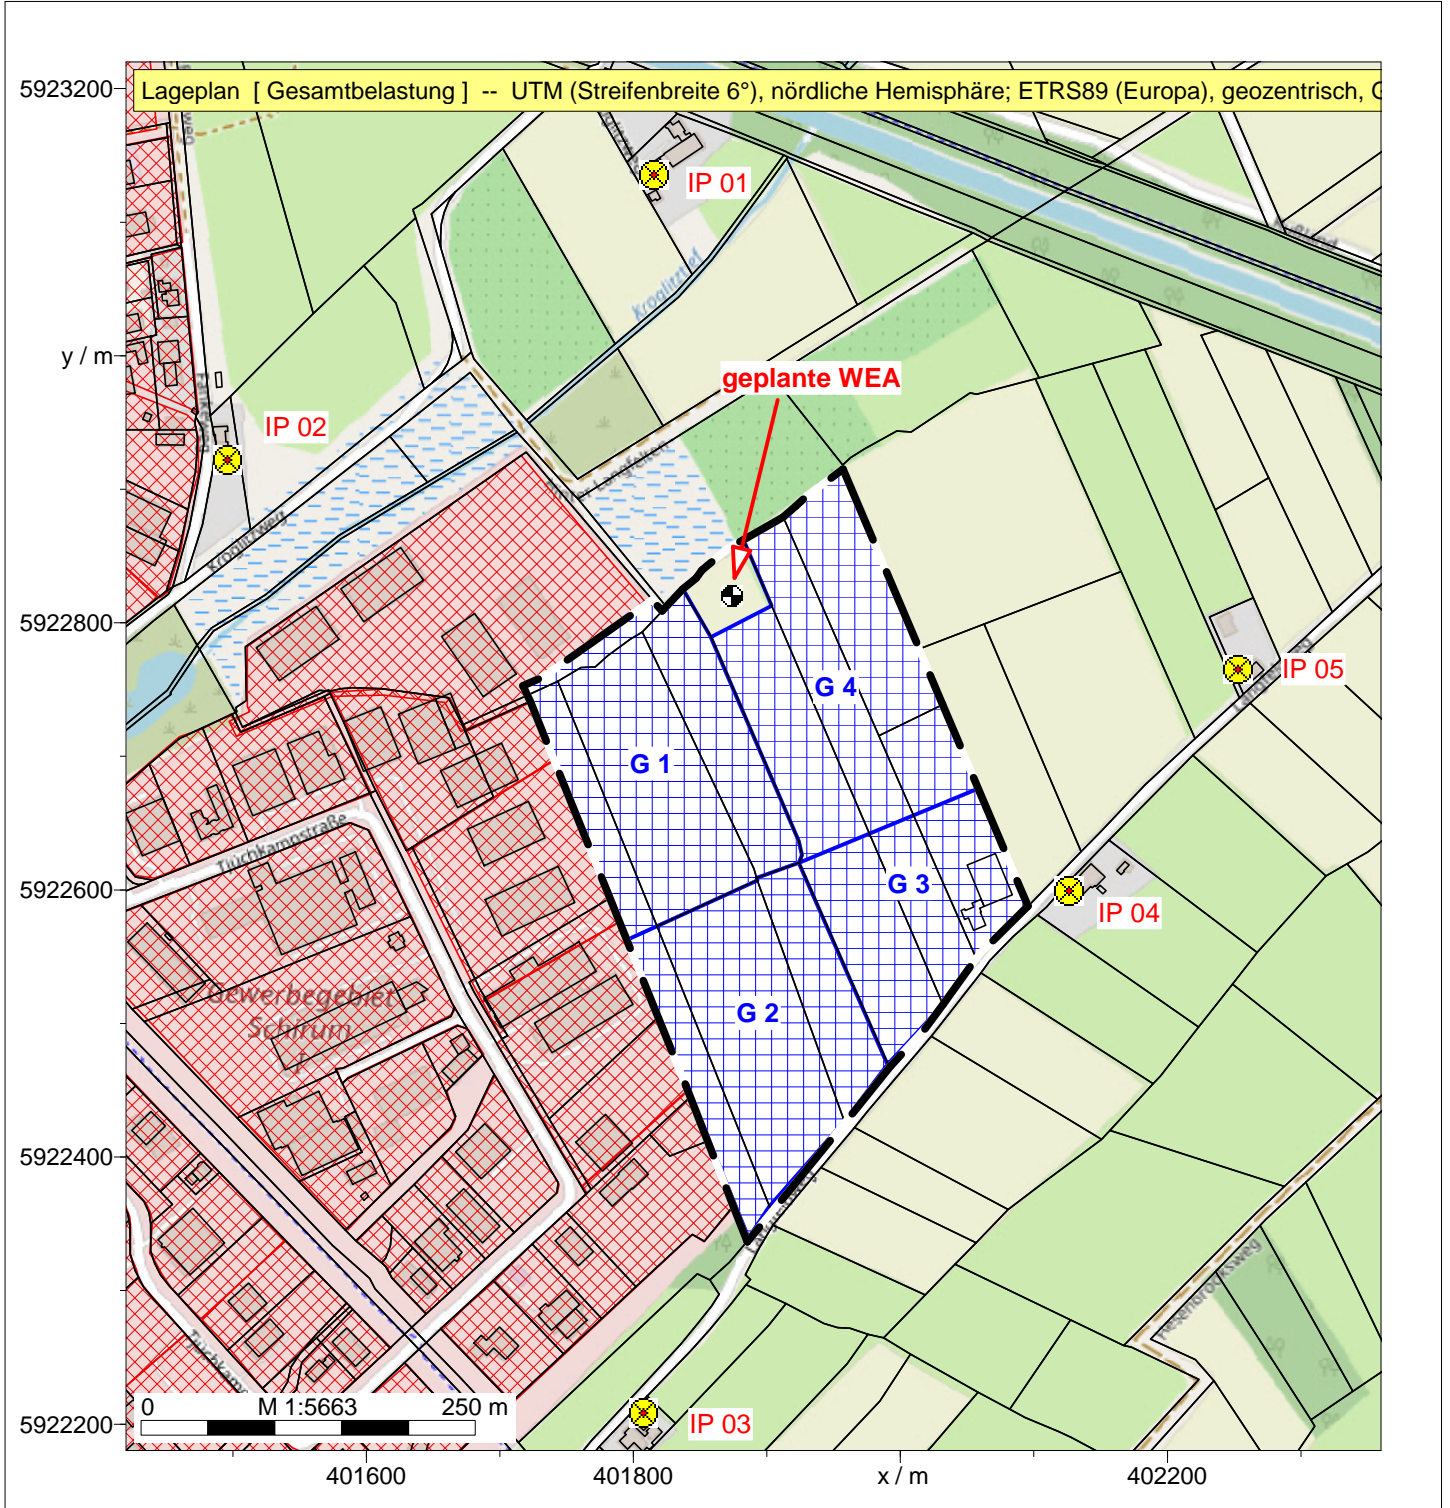 5923200
Lageplan [ Gesamtbelastung ] -- UTM (Streifenbreite 6°), nördliche Hemisphäre; ETRS89 (Europa), geozentrisch, G
IP 01
Kroglitztief
y / m
geplante WEA
IP 02
Kroglitzweg
5922800
IP 05
G 4
G 1
Tjüchkampstraße
5922600
G 3
IP 04
Gewerbegebiet
Schirum
I
G 2
5922400
0 M 1:5663 250 m
5922200
IP 03
401600 401800 x / m 402200